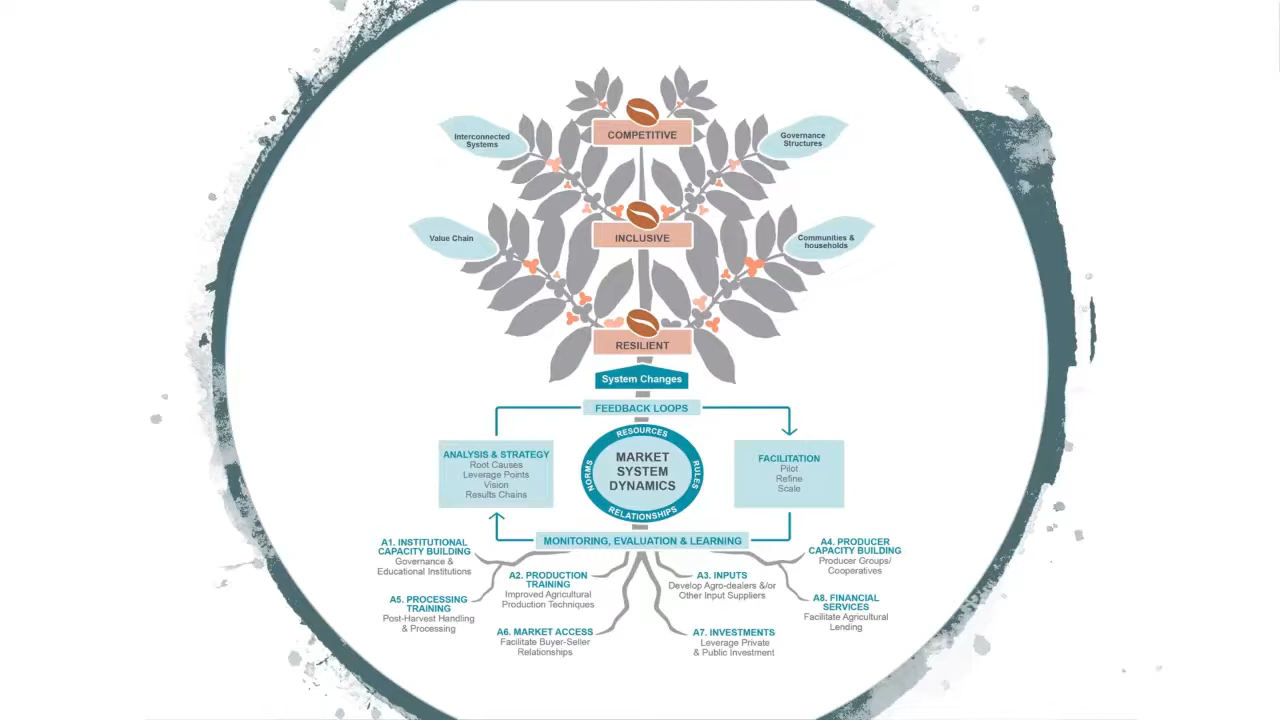 COMPETITIVE
Interconnected
Systems
Governance
Structures
INCLUSIVE
Value Chain
Communities &
households
RESILIENT
System Changes
FEEDBACK LOOPS
ANALYSIS & STRATEGY
Root Causes
Leverage Points
Vision
Results Chains
RESOURCES
NORMS
MARKET
SYSTEM
DYNAMICS
RULES
RELATIONSHIPS
FACILITATION
Pilot
Refine
Scale
MONITORING, EVALUATION & LEARNING
A1. INSTITUTIONAL
CAPACITY BUILDING
Governance &
Educational Institutions
A2. PRODUCTION
TRAINING
Improved Agricultural
Production Techniques
A3. INPUTS
Develop Agro-dealers &/or
Other Input Suppliers
A4. PRODUCER
CAPACITY BUILDING
Producer Groups/
Cooperatives
A5. PROCESSING
TRAINING
Post-Harvest Handling
& Processing
A6. MARKET ACCESS
Facilitate Buyer-Seller
Relationships
A7. INVESTMENTS
Leverage Private
& Public Investment
A8. FINANCIAL
SERVICES
Facilitate Agricultural
Lending